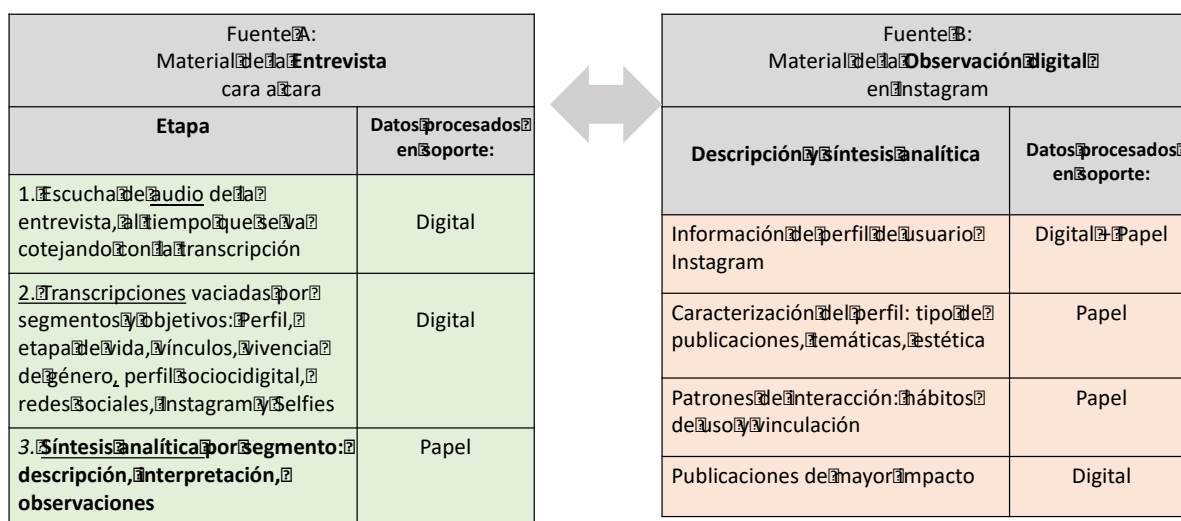 Fuente A:
Material de la Entrevista
cara a cara
Etapa
Datos procesados
en soporte:
1. Escucha de audio de la
entrevista, al tiempo que se va
cotejando con la transcripción
Digital
2. Transcripciones vaciadas por
segmentos y objetivos: Perfil,
etapa de vida, vínculos, vivencia
de género, perfil sociocidigital,
redes sociales, Instagram y Selfies
Digital
3. Síntesis analítica por segmento:
descripción, interpretación,
observaciones
Papel
Fuente B:
Material de la Observación digital
en Instagram
Descripción y síntesis analítica
Datos procesados
en soporte:
Información de perfil de usuario
Instagram
Digital + Papel
Caracterización del perfil: tipo de
publicaciones, temáticas, estética
Papel
Patrones de interacción: hábitos
de uso y vinculación
Papel
Publicaciones de mayor impacto
Digital